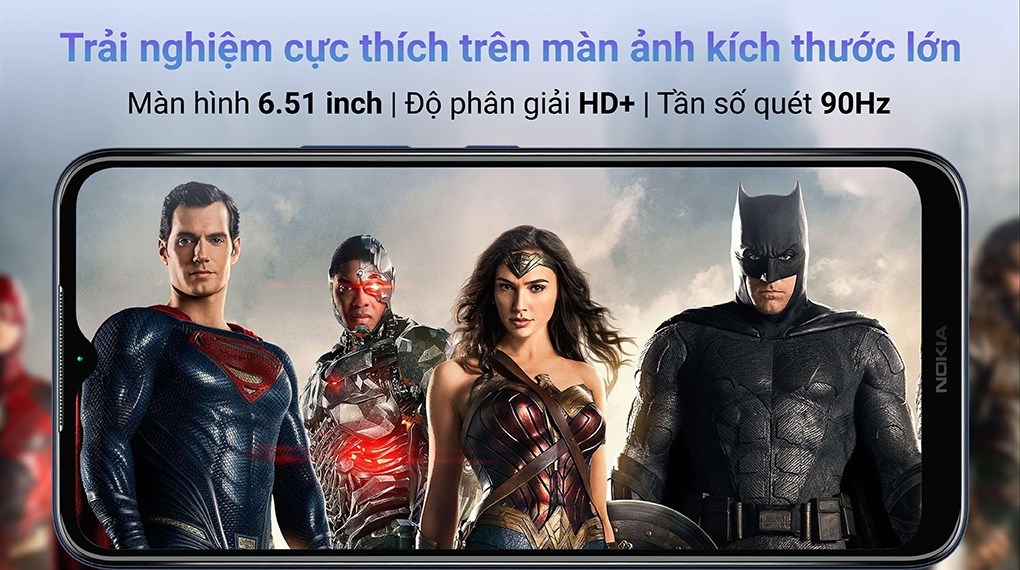 Trải nghiệm cực thích trên màn ảnh kích thước lớn
Màn hình 6.51 inch | Độ phân giải HD+ | Tần số quét 90Hz
NOKIA